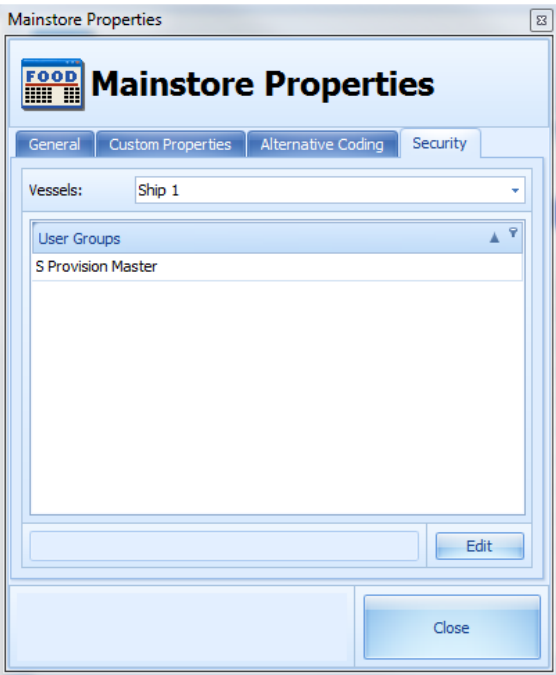 Mainstore Properties
FOOD
Mainstore Properties
General Custom Properties Alternative Coding Security
Vessels: Ship 1
User Groups
S Provision Master
Edit
Close